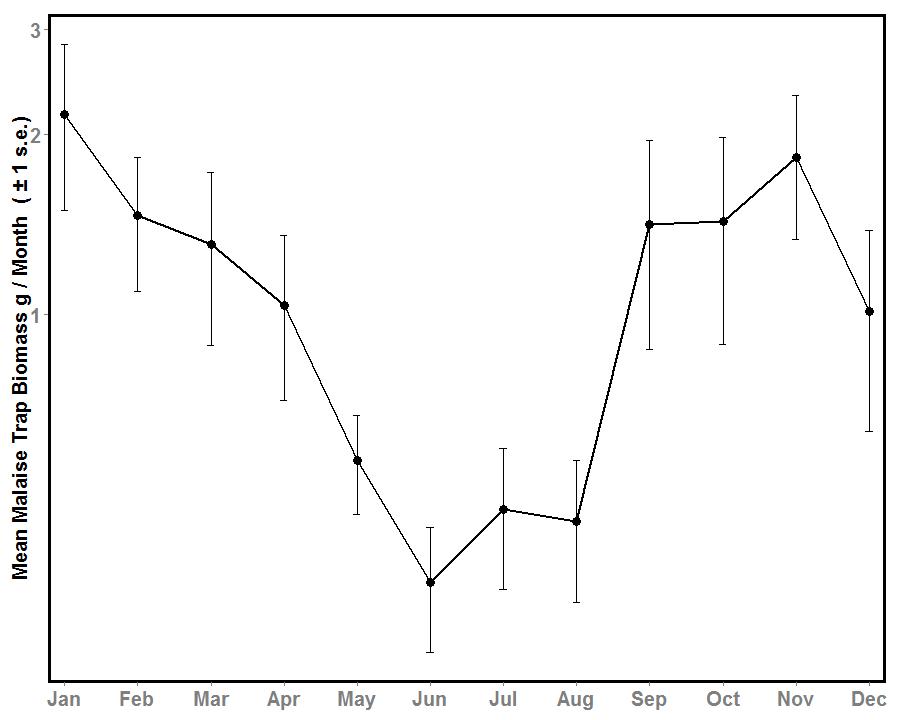 Mean Malaise Trap Biomass g / Month ( ± 1 s.e.)
3
2
1
Jan Feb Mar Apr May Jun Jul Aug Sep Oct Nov Dec